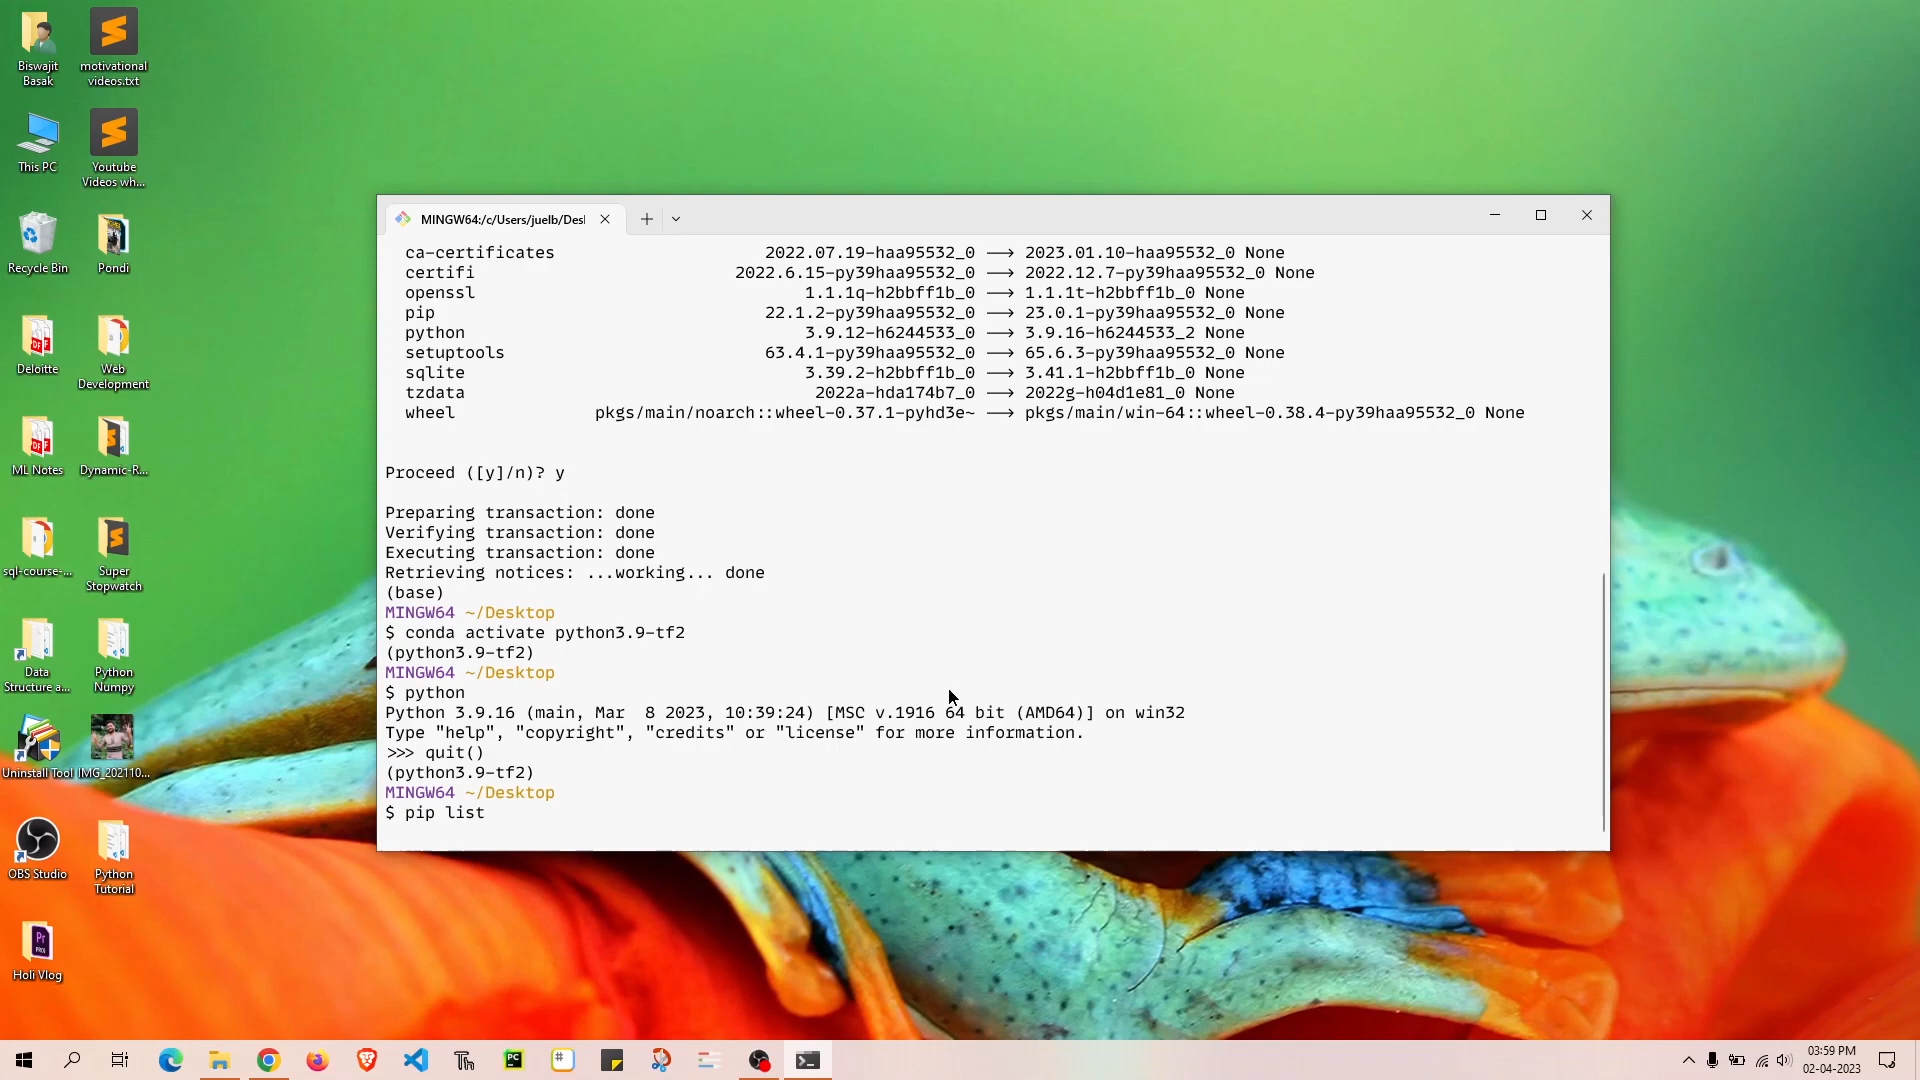 Biswajit
Basak
motivational
videos.txt
This PC
Youtube
Videos wh...
Recycle Bin
Pondi
Deloitte
Web
Development
ML Notes
Dynamic-R...
sql-course-...
Super
Stopwatch
Data
Structure a...
Python
Numpy
Uninstall Tool
IMG_202110...
OBS Studio
Python
Tutorial
Holi Vlog
MINGW64:/c/Users/juelb/Des
ca-certificates 2022.07.19-haa95532_0 --> 2023.01.10-haa95532_0 None
certifi 2022.6.15-py39haa95532_0 --> 2022.12.7-py39haa95532_0 None
openssl 1.1.1q-h2bbff1b_0 --> 1.1.1t-h2bbff1b_0 None
pip 22.1.2-py39haa95532_0 --> 23.0.1-py39haa95532_0 None
python 3.9.12-h6244533_0 --> 3.9.16-h6244533_2 None
setuptools 63.4.1-py39haa95532_0 --> 65.6.3-py39haa95532_0 None
sqlite 3.39.2-h2bbff1b_0 --> 3.41.1-h2bbff1b_0 None
tzdata 2022a-hda174b7_0 --> 2022g-h04d1e81_0 None
wheel pkgs/main/noarch::wheel-0.37.1-pyhd3e~ --> pkgs/main/win-64::wheel-0.38.4-py39haa95532_0 None
Proceed ([y]/n)? y
Preparing transaction: done
Verifying transaction: done
Executing transaction: done
Retrieving notices: ...working... done
(base)
MINGW64 ~/Desktop
$ conda activate python3.9-tf2
(python3.9-tf2)
MINGW64 ~/Desktop
$ python
Python 3.9.16 (main, Mar  8 2023, 10:39:24) [MSC v.1916 64 bit (AMD64)] on win32
Type "help", "copyright", "credits" or "license" for more information.
>>> quit()
(python3.9-tf2)
MINGW64 ~/Desktop
$ pip list
03:59 PM
02-04-2023